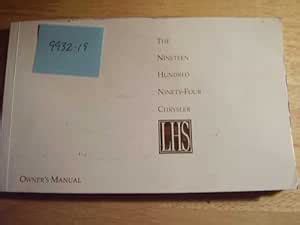 9932-19
THE
NINETEEN
HUNDRED
NINETY-FOUR
CHRYSLER
LHS
OWNER'S MANUAL